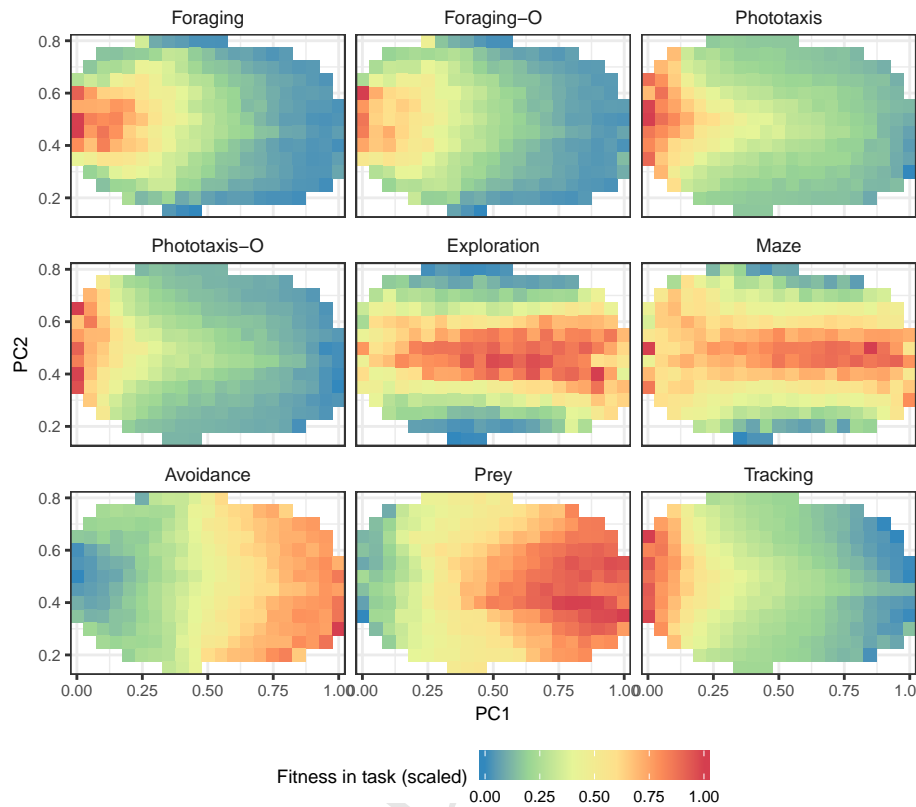 Foraging Foraging−O Phototaxis
0.8
0.6
0.4
0.2
Phototaxis−O Exploration Maze
0.8
0.6
0.4
0.2
PC2
Avoidance Prey Tracking
0.8
0.6
0.4
0.2
0.00 0.25 0.50 0.75 1.00 0.00 0.25 0.50 0.75 1.00 0.00 0.25 0.50 0.75 1.0
PC1
Fitness in task (scaled)
0.00 0.25 0.50 0.75 1.00